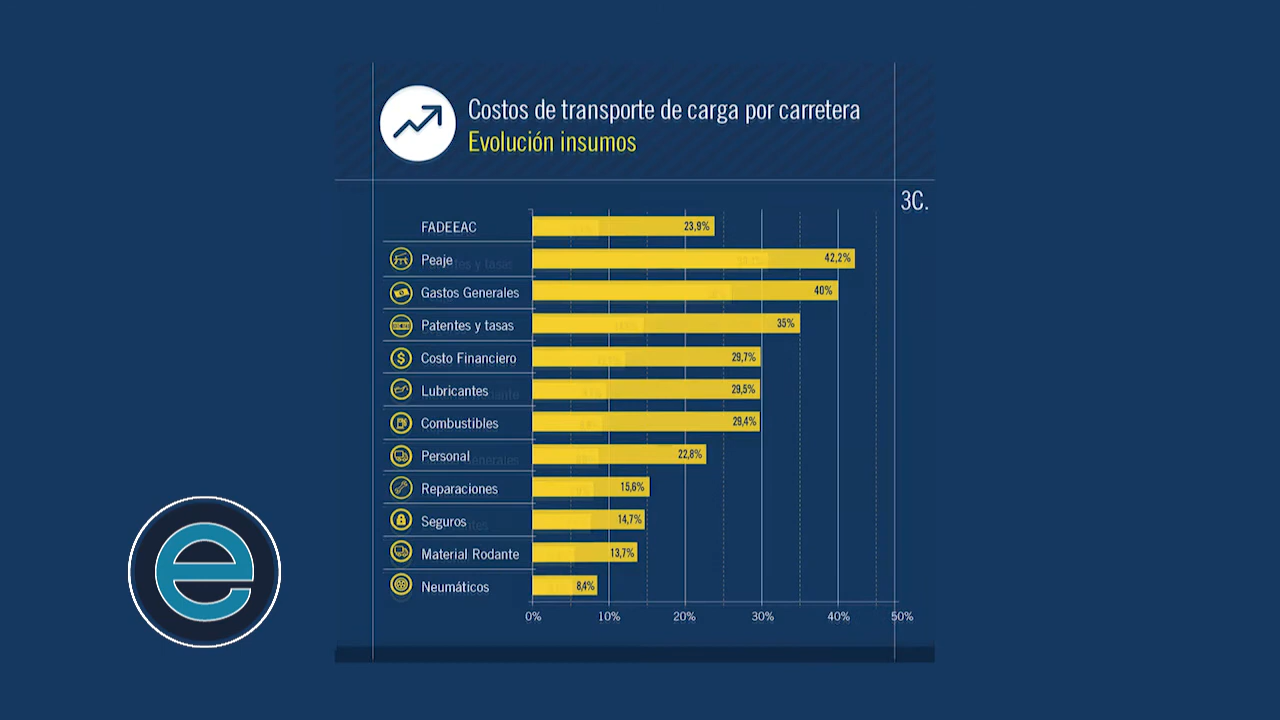 Costos de transporte de carga por carretera
Evolución insumos
3C.
FADEEAC 23,9%
Peaje 42,2%
Gastos Generales 40%
Patentes y tasas 35%
Costo Financiero 29,7%
Lubricantes 29,5%
Combustibles 29,4%
Personal 22,8%
Reparaciones 15,6%
Seguros 14,7%
Material Rodante 13,7%
Neumáticos 8,4%
0% 10% 20% 30% 40% 50%
e